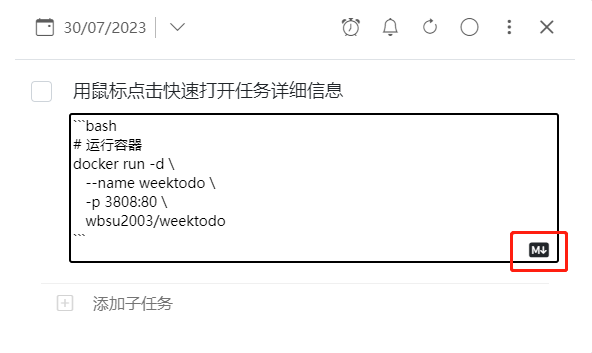 30/07/2023
用鼠标点击快速打开任务详细信息
```bash
# 运行容器
docker run -d \
   --name weektodo \
   -p 3808:80 \
   wbsu2003/weektodo
```
M↓
添加子任务